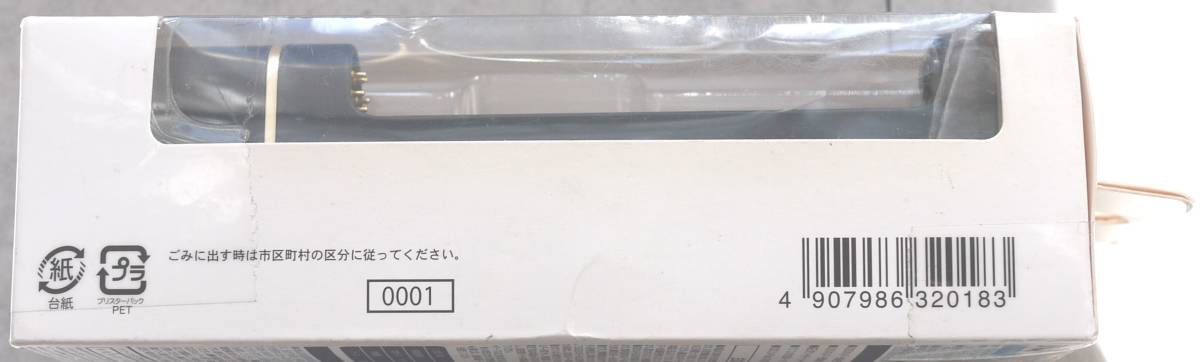 ごみに出す時は市区町村の区分に従ってください。
紙
台紙
プラ
ブリスターパック
PET
0001
4 907986 320183